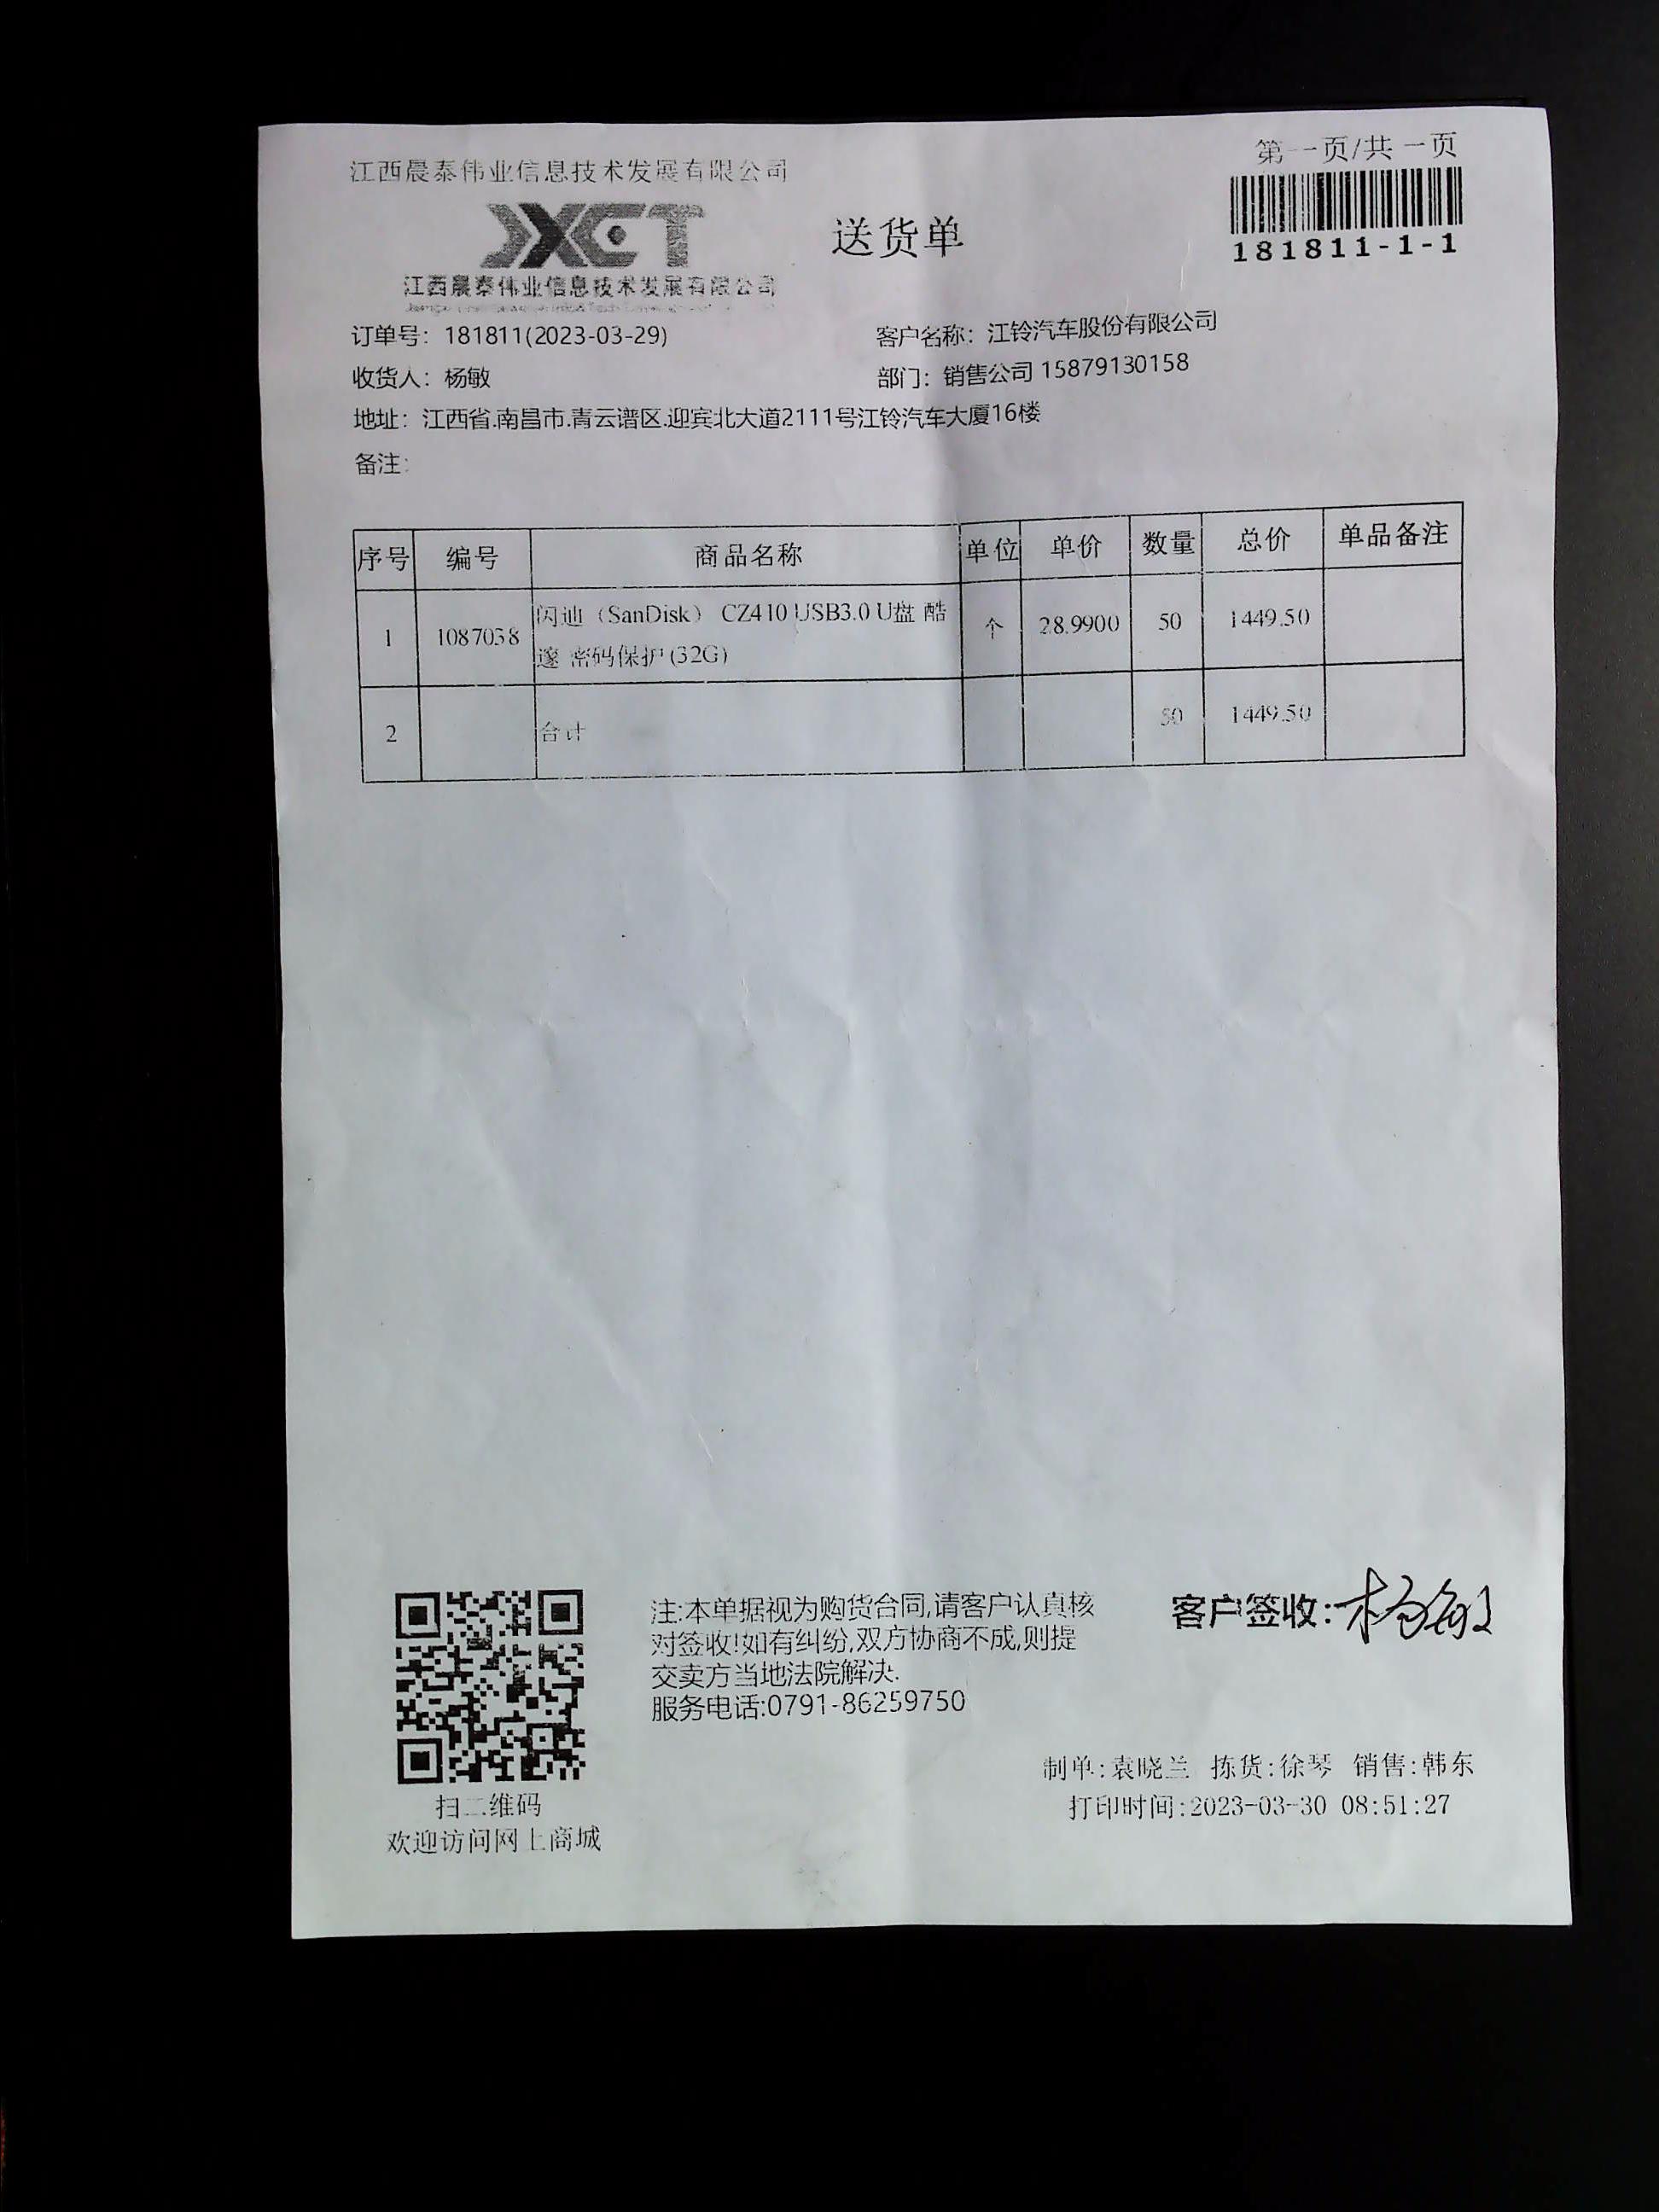 第一页/共一页
江西晨泰伟业信息技术发展有限公司
JXCT
送货单
181811-1-1
江西晨泰伟业信息技术发展有限公司
订单号：181811(2023-03-29)
客户名称：江铃汽车股份有限公司
收货人：杨敏
部门：销售公司 15879130158
地址：江西省.南昌市.青云谱区.迎宾北大道2111号江铃汽车大厦16楼
备注:
序号 编号 商品名称 单位 单价 数量 总价 单品备注
1 1087038 闪迪（SanDisk） CZ410 USB3.0 U盘 酷 个 28.9900 50 1449.50
邃 密码保护(32G)
2 合计 50 1449.50
注:本单据视为购货合同,请客户认真核
对签收!如有纠纷,双方协商不成,则提
交卖方当地法院解决.
服务电话:0791-86259750
客户签收:杨敏
制单:袁晓兰 拣货:徐琴 销售:韩东
打印时间:2023-03-30 08:51:27
扫二维码
欢迎访问网上商城